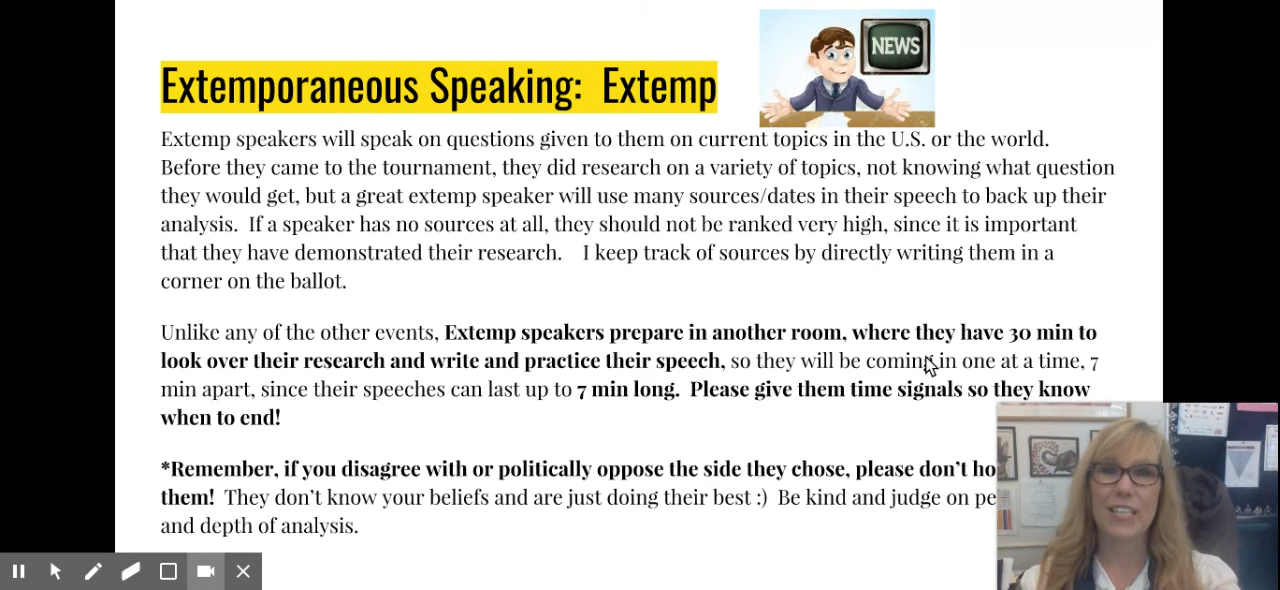 NEWS
Extemporaneous Speaking: Extemp
Extemp speakers will speak on questions given to them on current topics in the U.S. or the world.
Before they came to the tournament, they did research on a variety of topics, not knowing what question
they would get, but a great extemp speaker will use many sources/dates in their speech to back up their
analysis. If a speaker has no sources at all, they should not be ranked very high, since it is important
that they have demonstrated their research. I keep track of sources by directly writing them in a
corner on the ballot.
Unlike any of the other events, Extemp speakers prepare in another room, where they have 30 min to
look over their research and write and practice their speech, so they will be coming in one at a time, 7
min apart, since their speeches can last up to 7 min long. Please give them time signals so they know
when to end!
*Remember, if you disagree with or politically oppose the side they chose, please don't ho
them! They don't know your beliefs and are just doing their best :) Be kind and judge on pe
and depth of analysis.